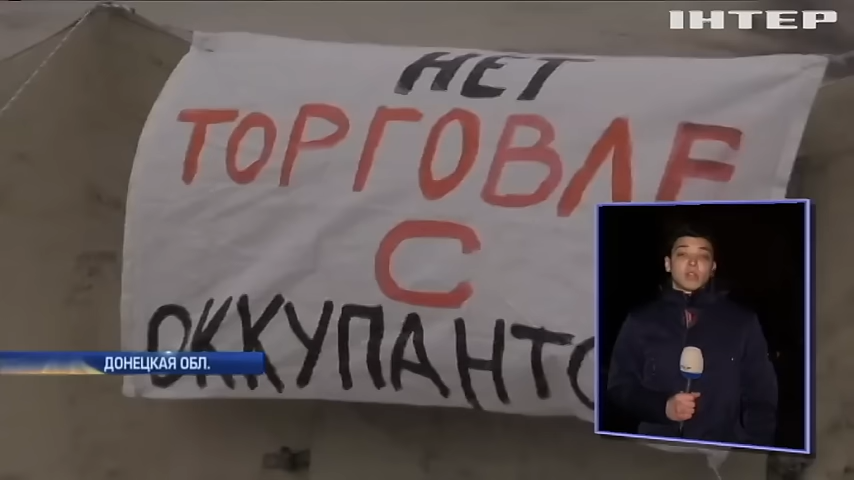 ІНТЕР
НЕТ
ТОРГОВЛЕ
С
ОККУПАНТО
ДОНЕЦКАЯ ОБЛ.